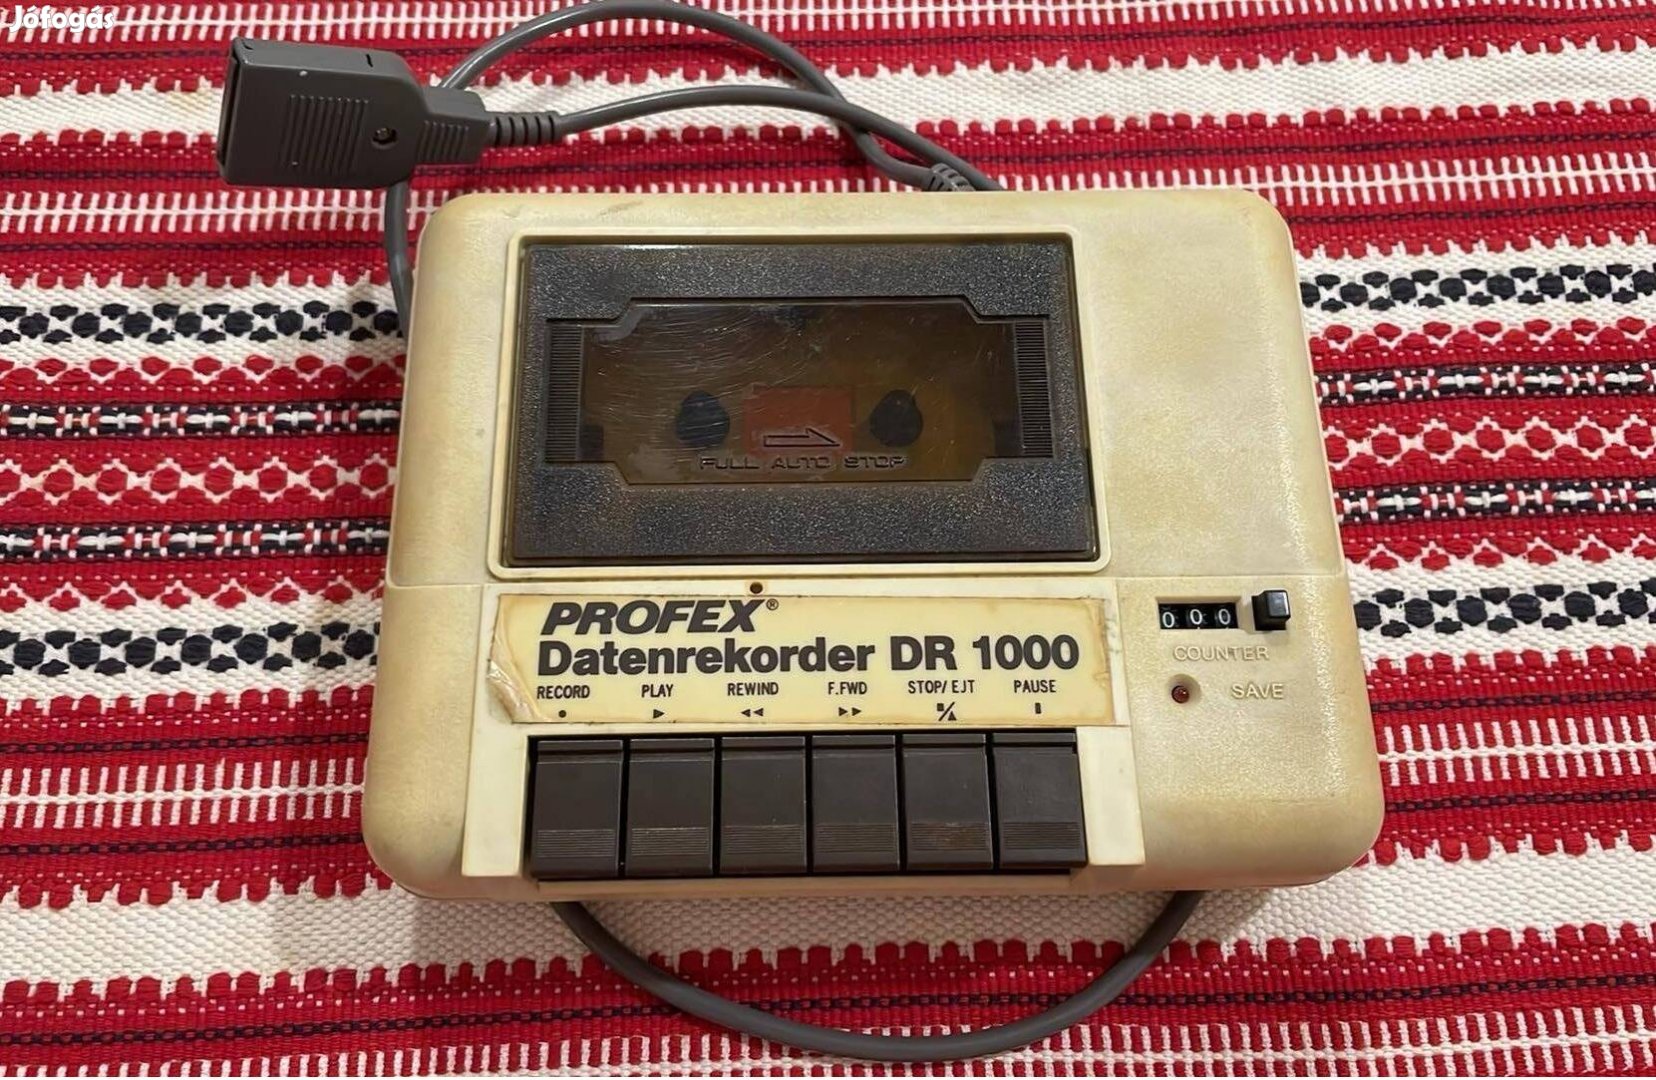 Jófogás
FULL AUTO STOP
PROFEX®
Datenrekorder DR 1000
RECORD PLAY REWIND F.FWD STOP/EJT PAUSE
000
COUNTER
SAVE